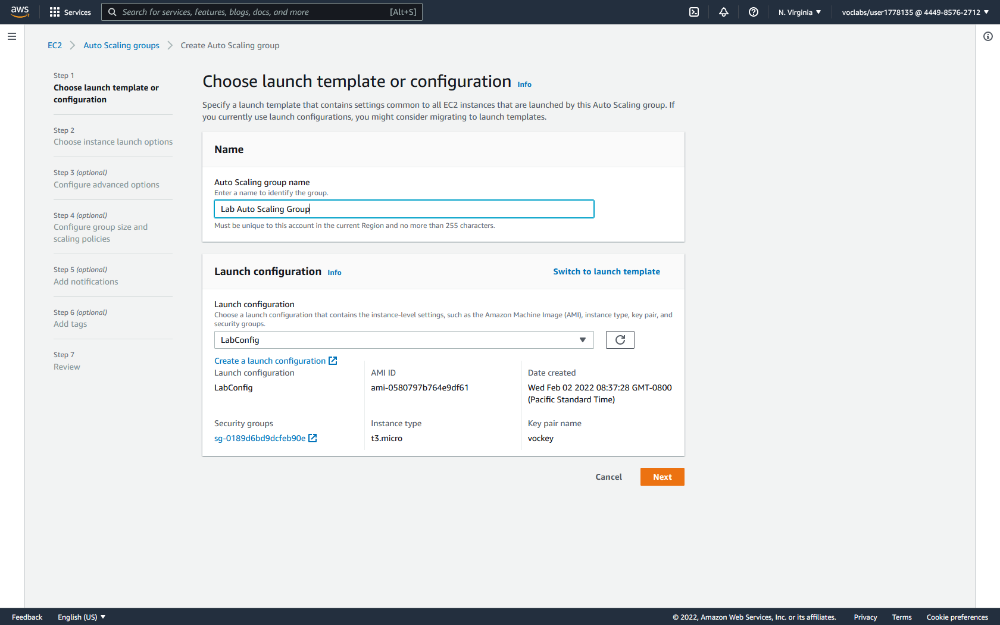 aws
Services
Search for services, features, blogs, docs, and more
[Alt+S]
N. Virginia
voclabs/user1778135 @ 4449-8576-2712
EC2
Auto Scaling groups
Create Auto Scaling group
Step 1
Choose launch template or
configuration
Step 2
Choose instance launch options
Step 3 (optional)
Configure advanced options
Step 4 (optional)
Configure group size and
scaling policies
Step 5 (optional)
Add notifications
Step 6 (optional)
Add tags
Step 7
Review
Choose launch template or configuration Info
Specify a launch template that contains settings common to all EC2 instances that are launched by this Auto Scaling group. If
you currently use launch configurations, you might consider migrating to launch templates.
Name
Auto Scaling group name
Enter a name to identify the group.
Lab Auto Scaling Group
Must be unique to this account in the current Region and no more than 255 characters.
Launch configuration Info
Switch to launch template
Launch configuration
Choose a launch configuration that contains the instance-level settings, such as the Amazon Machine Image (AMI), instance type, key pair, and
security groups.
LabConfig
Create a launch configuration
Launch configuration
LabConfig
AMI ID
ami-0580797b764e9df61
Date created
Wed Feb 02 2022 08:37:28 GMT-0800
(Pacific Standard Time)
Security groups
sg-0189d6bd9dcfeb90e
Instance type
t3.micro
Key pair name
vockey
Cancel
Next
Feedback
English (US)
© 2022, Amazon Web Services, Inc. or its affiliates.
Privacy
Terms
Cookie preferences